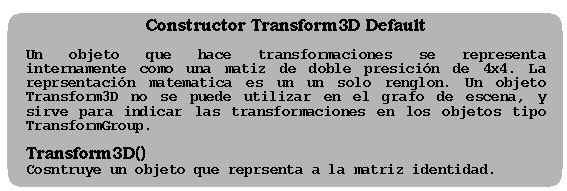 Constructor Transform3D Default
Un objeto que hace transformaciones se representa
internamente como una matiz de doble presición de 4x4. La
reprsentación matematica es un un solo renglon. Un objeto
Transform3D no se puede utilizar en el grafo de escena, y
sirve para indicar las transformaciones en los objetos tipo
TransformGroup.
Transform3D()
Cosntruye un objeto que reprsenta a la matriz identidad.